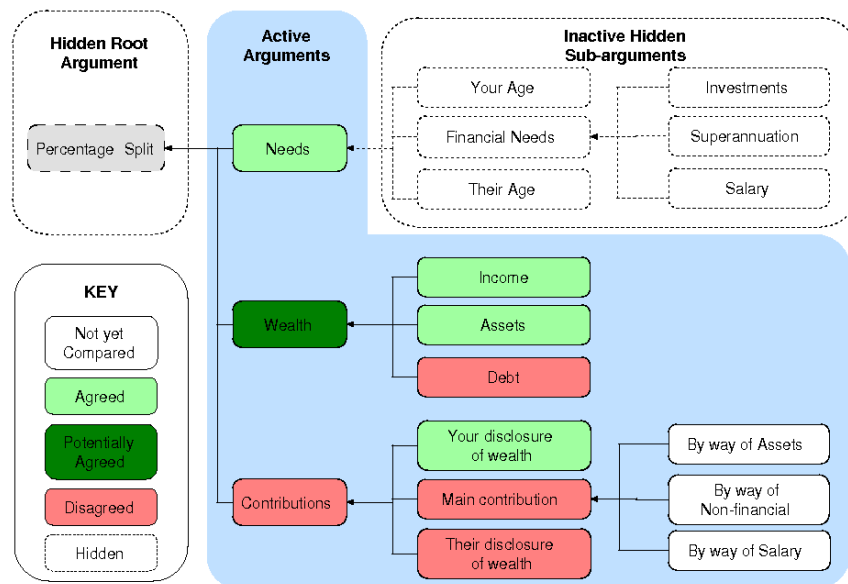 Hidden Root
Argument
Active
Arguments
Inactive Hidden
Sub-arguments
Percentage Split
Needs
Your Age
Financial Needs
Their Age
Investments
Superannuation
Salary
KEY
Not yet
Compared
Agreed
Potentially
Agreed
Disagreed
Hidden
Wealth
Income
Assets
Debt
Contributions
Your disclosure
of wealth
Main contribution
Their disclosure
of wealth
By way of Assets
By way of
Non-financial
By way of Salary